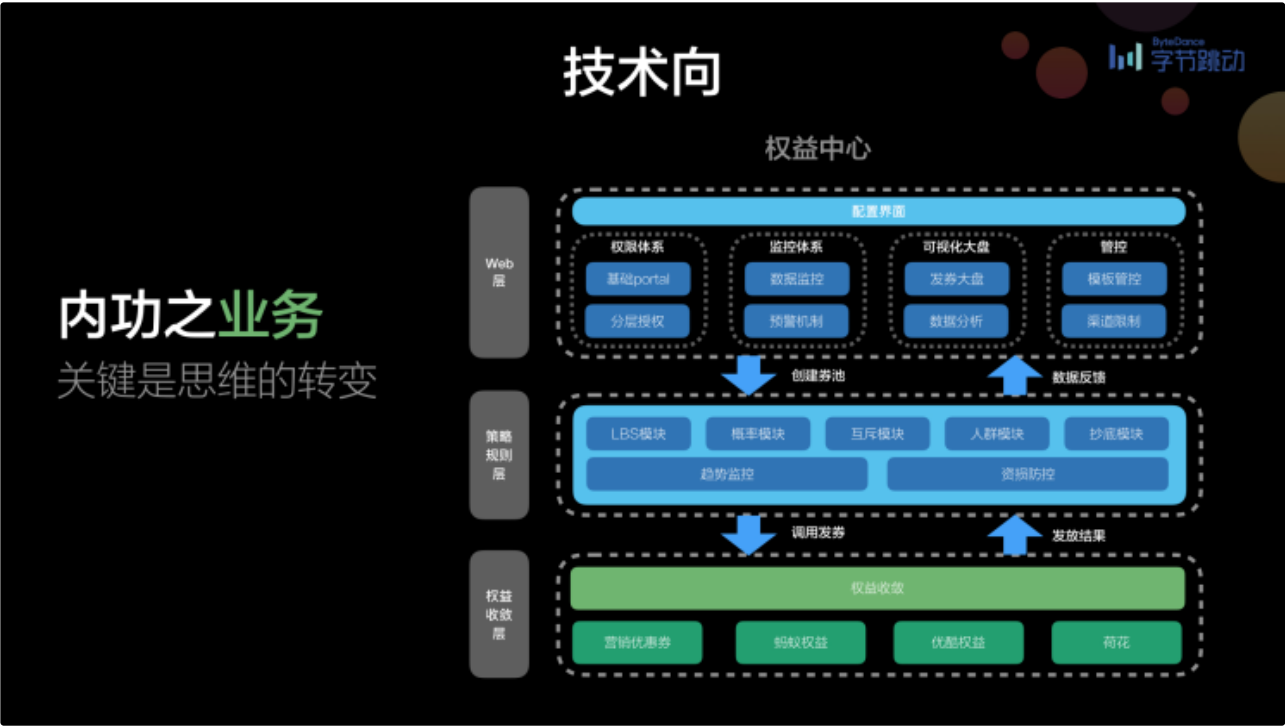 技术向
ByteDance
字节跳动
权益中心
内功之业务
关键是思维的转变
Web
层
配置界面
权限体系
监控体系
可视化大盘
管控
基础portal
数据监控
发券大盘
模板管控
分层授权
预警机制
数据分析
渠道限制
创建券池
数据反馈
策略
规则
层
LBS模块
概率模块
互斥模块
人群模块
抄底模块
趋势监控
资损防控
调用发券
发放结果
权益
收敛
层
权益收敛
营销优惠券
蚂蚁权益
优酷权益
荷花